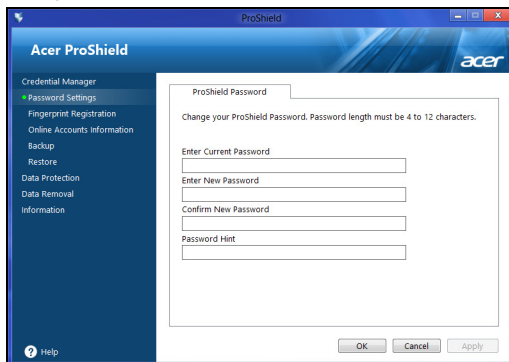 ProShield
Acer ProShield
acer
Credential Manager
Password Settings
Fingerprint Registration
Online Accounts Information
Backup
Restore
Data Protection
Data Removal
Information
Help
ProShield Password
Change your ProShield Password. Password length must be 4 to 12 characters.
Enter Current Password
Enter New Password
Confirm New Password
Password Hint
OK
Cancel
Apply